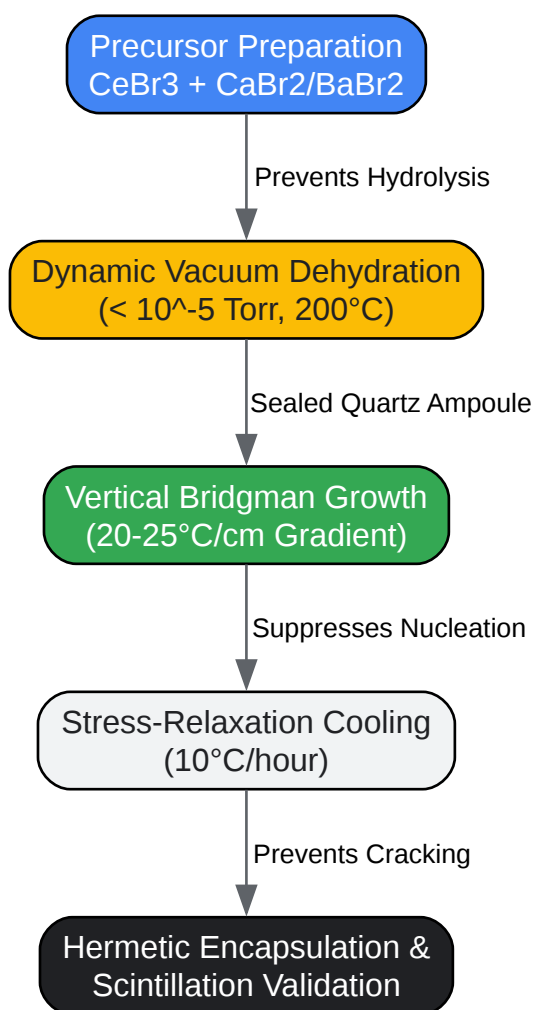 Precursor Preparation
CeBr3 + CaBr2/BaBr2
Prevents Hydrolysis
Dynamic Vacuum Dehydration
(< 10^-5 Torr, 200°C)
Sealed Quartz Ampoule
Vertical Bridgman Growth
(20-25°C/cm Gradient)
Suppresses Nucleation
Stress-Relaxation Cooling
(10°C/hour)
Prevents Cracking
Hermetic Encapsulation &
Scintillation Validation